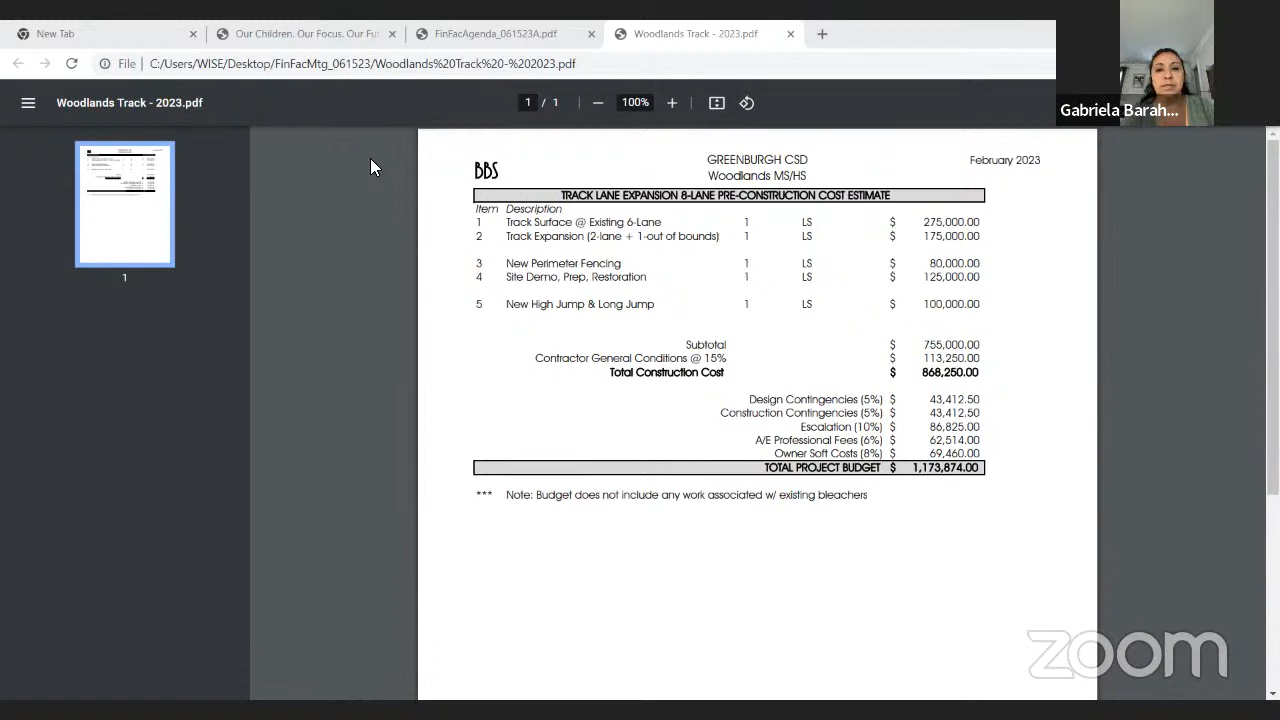 New Tab
Our Children. Our Focus. Our Fu
FinFacAgenda_061523A.pdf
Woodlands Track - 2023.pdf
File C:/Users/WISE/Desktop/FinFacMtg_061523/Woodlands%20Track%20-%202023.pdf
Woodlands Track - 2023.pdf
1 / 1
100%
Gabriela Barah...
1
BBS
GREENBURGH CSD
February 2023
Woodlands MS/HS
TRACK LANE EXPANSION 8-LANE PRE-CONSTRUCTION COST ESTIMATE
Item Description
1 Track Surface @ Existing 6-Lane 1 LS $ 275,000.00
2 Track Expansion (2-lane + 1-out of bounds) 1 LS $ 175,000.00
3 New Perimeter Fencing 1 LS $ 80,000.00
4 Site Demo, Prep, Restoration 1 LS $ 125,000.00
5 New High Jump & Long Jump 1 LS $ 100,000.00
Subtotal $ 755,000.00
Contractor General Conditions @ 15% $ 113,250.00
Total Construction Cost $ 868,250.00
Design Contingencies (5%) $ 43,412.50
Construction Contingencies (5%) $ 43,412.50
Escalation (10%) $ 86,825.00
A/E Professional Fees (6%) $ 62,514.00
Owner Soft Costs (8%) $ 69,460.00
TOTAL PROJECT BUDGET $ 1,173,874.00
*** Note: Budget does not include any work associated w/ existing bleachers
zoom